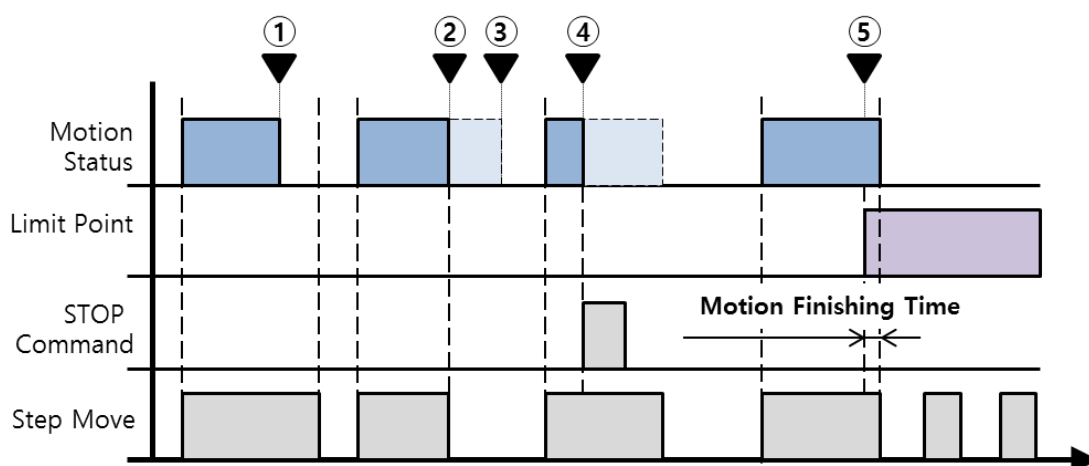 ① ② ③ ④ ⑤
Motion
Status
Limit Point
STOP
Command
Motion Finishing Time
Step Move